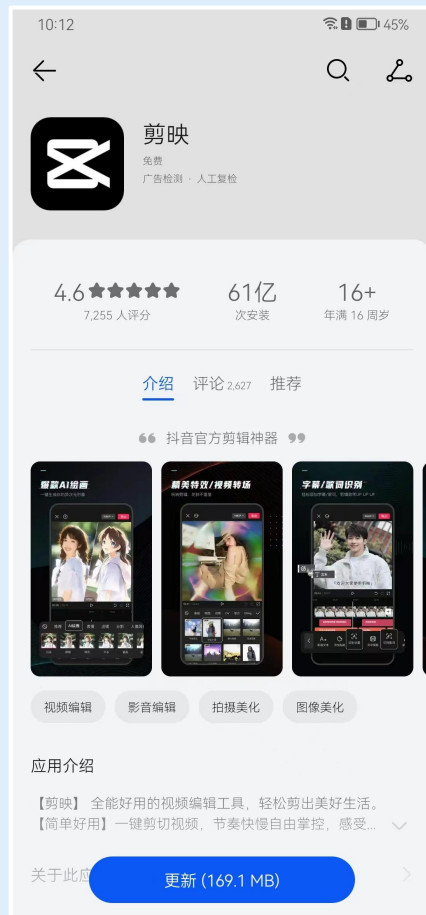 10:12
45%
剪映
免费
广告检测 · 人工复检
4.6 ★★★★★
61亿
16+
7,255 人评分
次安装
年满 16 周岁
介绍
评论 2,627
推荐
抖音官方剪辑神器
爆款AI绘画
精美特效/视频转场
字幕/歌词识别
视频编辑
影音编辑
拍摄美化
图像美化
应用介绍
【剪映】 全能好用的视频编辑工具，轻松剪出美好生活。
【简单好用】一键剪切视频，节奏快慢自由掌控，感受...
关于此应
更新 (169.1 MB)